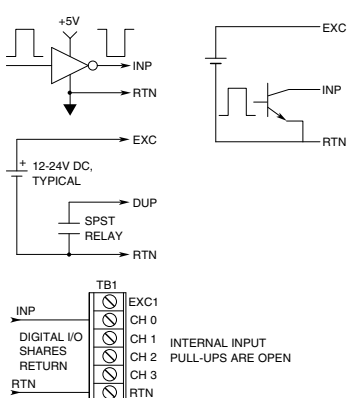 +5V
INP
RTN
EXC
INP
RTN
EXC
+ 12-24V DC,
TYPICAL
DUP
SPST
RELAY
RTN
TB1
EXC1
INP
CH 0
DIGITAL I/O
SHARES
RETURN
CH 1
CH 2
INTERNAL INPUT
PULL-UPS ARE OPEN
CH 3
RTN
RTN